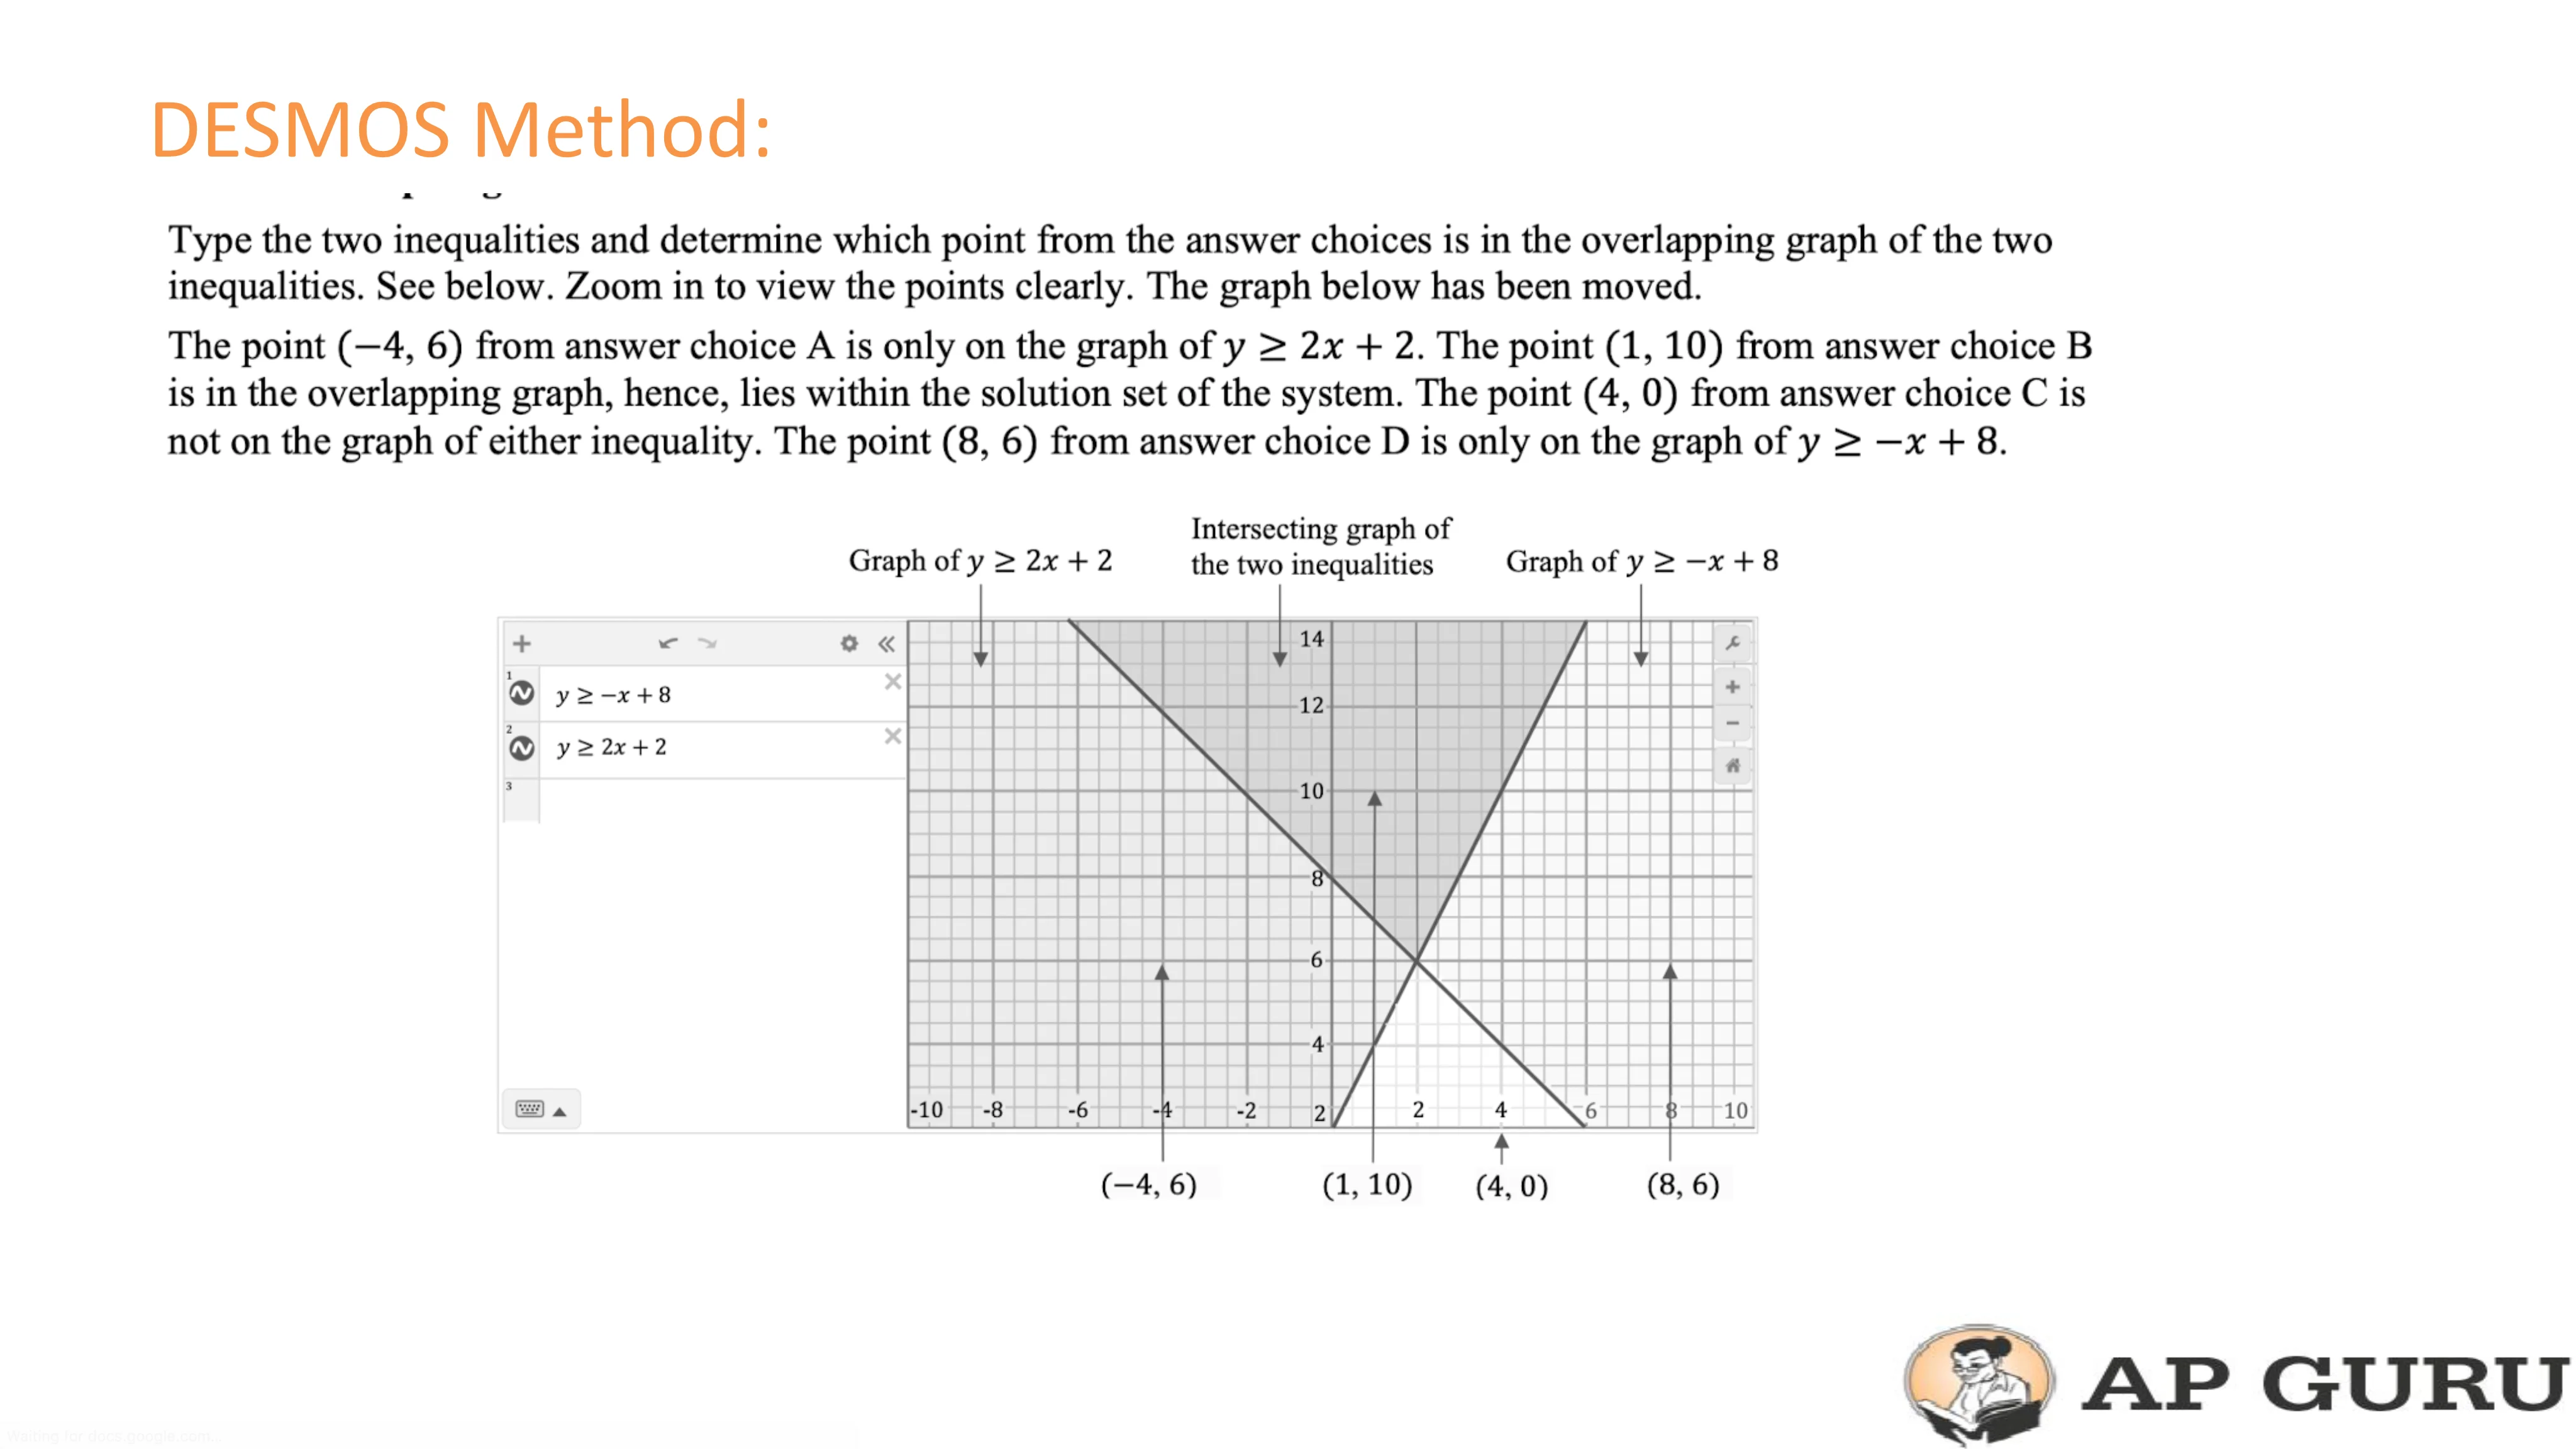 DESMOS Method:
Type the two inequalities and determine which point from the answer choices is in the overlapping graph of the two
inequalities. See below. Zoom in to view the points clearly. The graph below has been moved.
The point (−4, 6) from answer choice A is only on the graph of y ≥ 2x + 2. The point (1, 10) from answer choice B
is in the overlapping graph, hence, lies within the solution set of the system. The point (4, 0) from answer choice C is
not on the graph of either inequality. The point (8, 6) from answer choice D is only on the graph of y ≥ −x + 8.
Graph of y ≥ 2x + 2
Intersecting graph of
the two inequalities
Graph of y ≥ −x + 8
1
y ≥ −x + 8
2
y ≥ 2x + 2
3
14
12
10
8
6
4
2
-10 -8 -6 -4 -2 2 4 6 8 10
(−4, 6) (1, 10) (4, 0) (8, 6)
AP GURU
Waiting for docs.google.com...